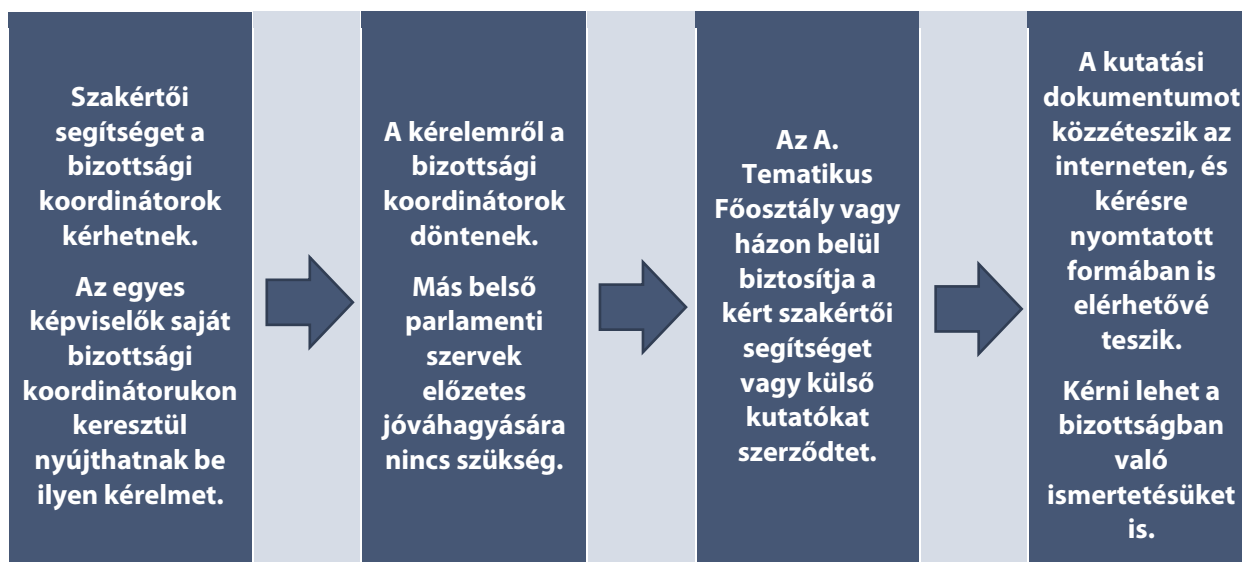 Szakértői
segítséget a
bizottsági
koordinátorok
kérhetnek.
Az egyes
képviselők saját
bizottsági
koordinátorukon
keresztül
nyújthatnak be
ilyen kérelmet.
A kérelemről a
bizottsági
koordinátorok
döntenek.
Más belső
parlamenti
szervek
előzetes
jóváhagyására
nincs szükség.
Az A.
Tematikus
Főosztály vagy
házon belül
biztosítja a
kért szakértői
segítséget
vagy külső
kutatókat
szerződtet.
A kutatási
dokumentumot
közzéteszik az
interneten, és
kérésre
nyomtatott
formában is
elérhetővé
teszik.
Kérni lehet a
bizottságban
való
ismertetésüket
is.